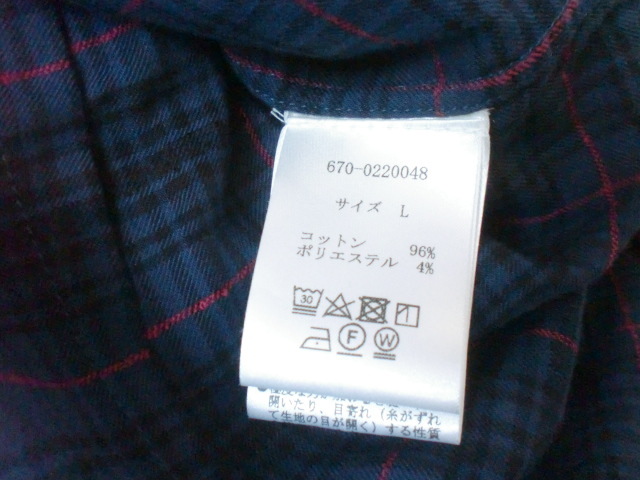 670-0220048
サイズ L
コットン 96%
ポリエステル 4%
30
F W
開いたり、目寄れ（糸がずれ
て生地の目が開く）する性質